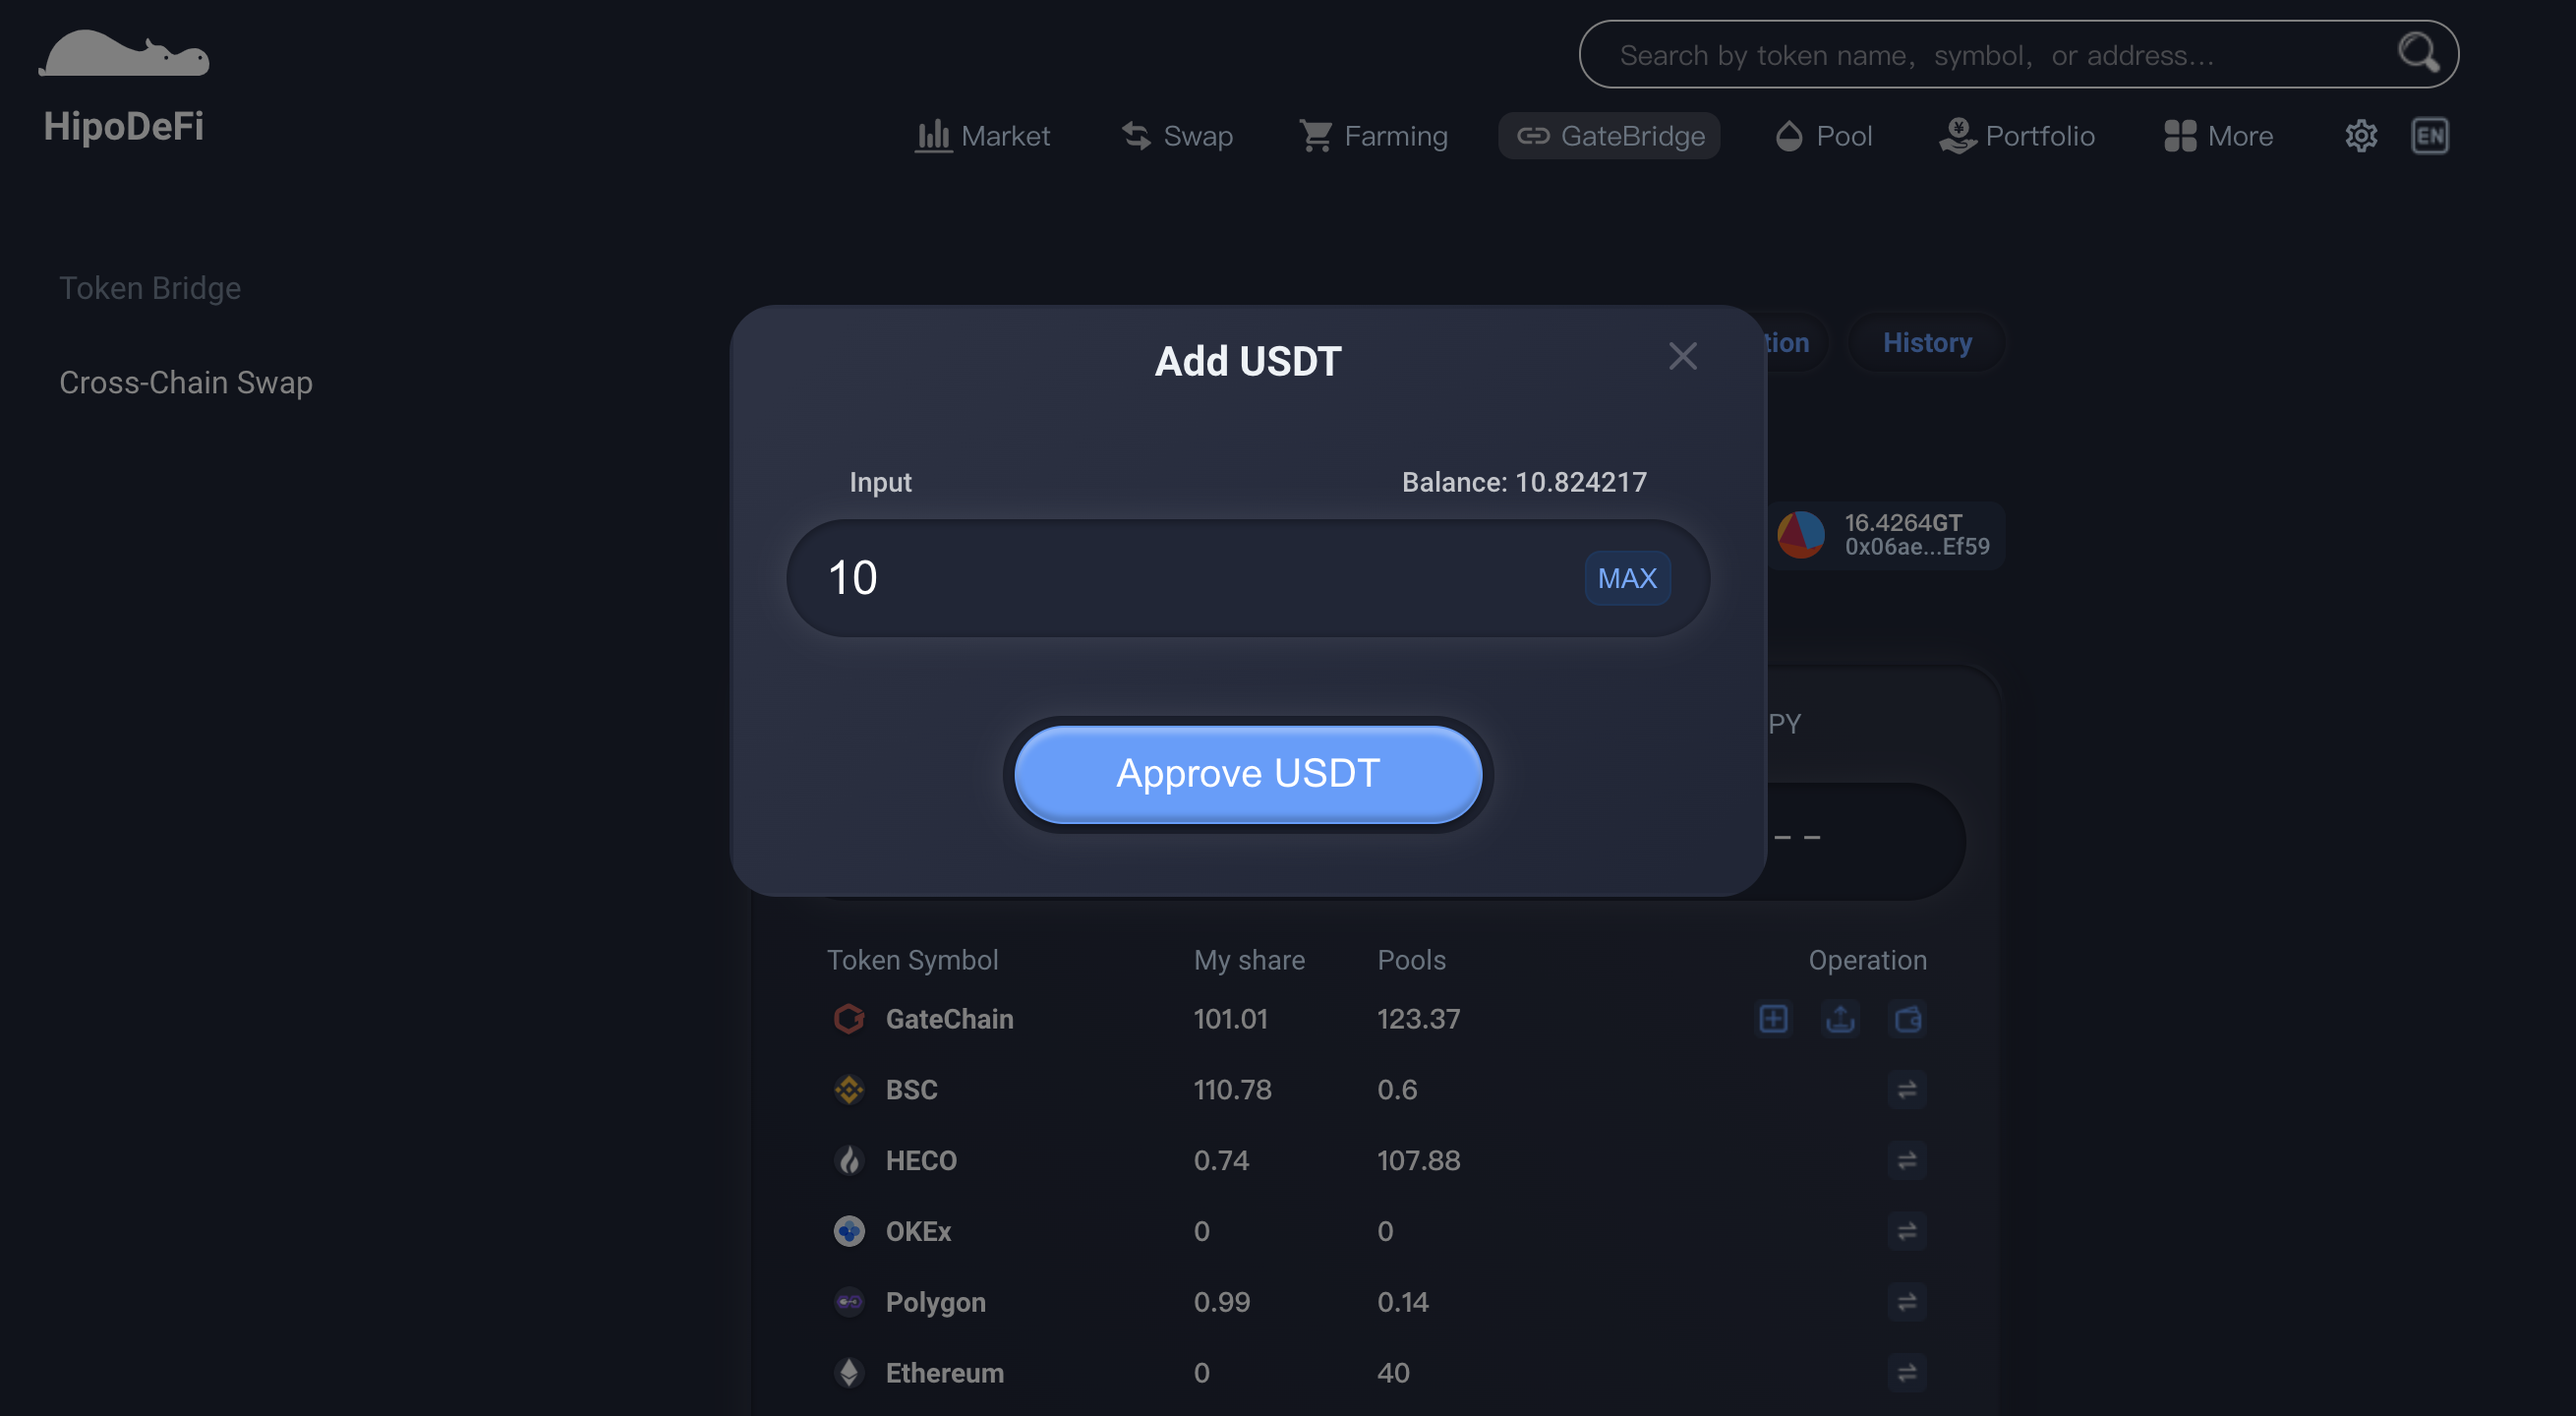 HipoDeFi
Search by token name，symbol，or address...
Market Swap Farming GateBridge Pool Portfolio More EN
Token Bridge
Cross-Chain Swap
Add USDT
History
Input Balance: 10.824217
10 MAX
16.4264GT
0x06ae...Ef59
Approve USDT
Token Symbol My share Pools Operation
GateChain 101.01 123.37
BSC 110.78 0.6
HECO 0.74 107.88
OKEx 0 0
Polygon 0.99 0.14
Ethereum 0 40